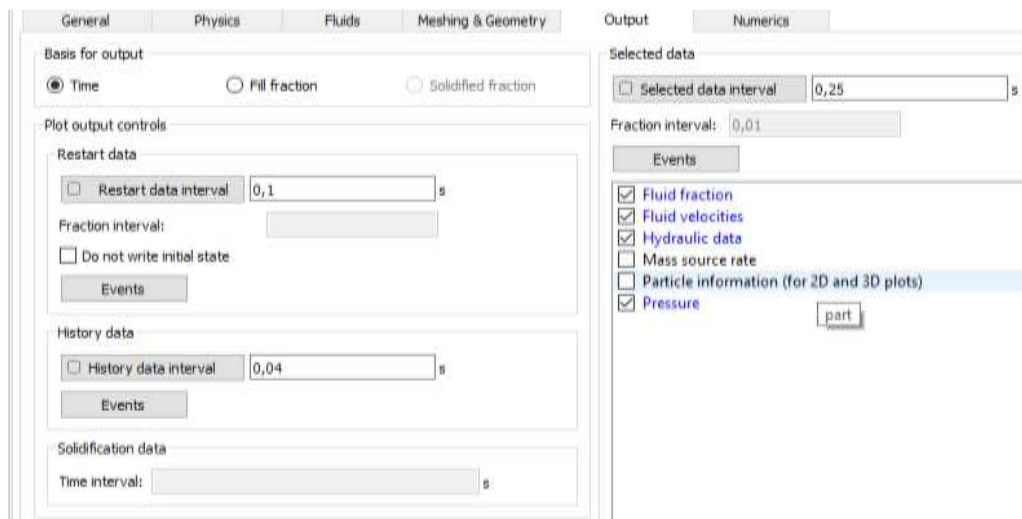 General Physics Fluids Meshing & Geometry Output Numerics
Basis for output
Time Fill fraction Solidified fraction
Plot output controls
Restart data
Restart data interval 0,1 s
Fraction interval:
Do not write initial state
Events
History data
History data interval 0,04 s
Events
Solidification data
Time interval: s
Selected data
Selected data interval 0,25 s
Fraction interval: 0,01
Events
Fluid fraction
Fluid velocities
Hydraulic data
Mass source rate
Particle information (for 2D and 3D plots)
Pressure
part